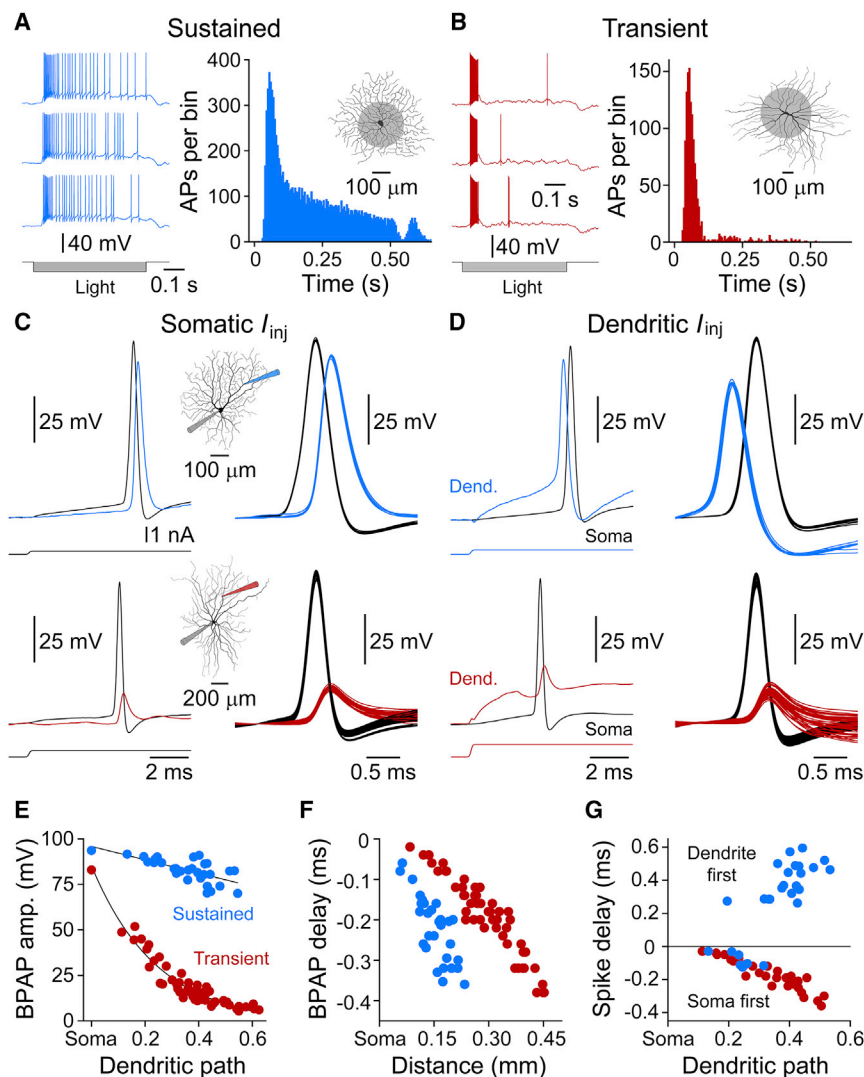 A Sustained
B Transient
400
300
200
100
0
APs per bin
0 0.25 0.50
Time (s)
100 μm
40 mV
Light 0.1 s
150
100
50
0
APs per bin
0 0.25 0.50
Time (s)
100 μm
0.1 s
40 mV
Light
C Somatic Iinj
D Dendritic Iinj
25 mV
100 μm
25 mV
1 nA
25 mV
Dend.
Soma
25 mV
25 mV
200 μm
25 mV
2 ms
0.5 ms
25 mV
Dend.
Soma
25 mV
2 ms
0.5 ms
E
100
75
50
25
0
BPAP amp. (mV)
Sustained
Transient
Soma 0.2 0.4 0.6
Dendritic path
F
0
-0.1
-0.2
-0.3
-0.4
BPAP delay (ms)
Soma 0.15 0.30 0.45
Distance (mm)
G
0.6
0.4
0.2
0
-0.2
-0.4
Spike delay (ms)
Dendrite
first
Soma first
Soma 0.2 0.4 0.6
Dendritic path